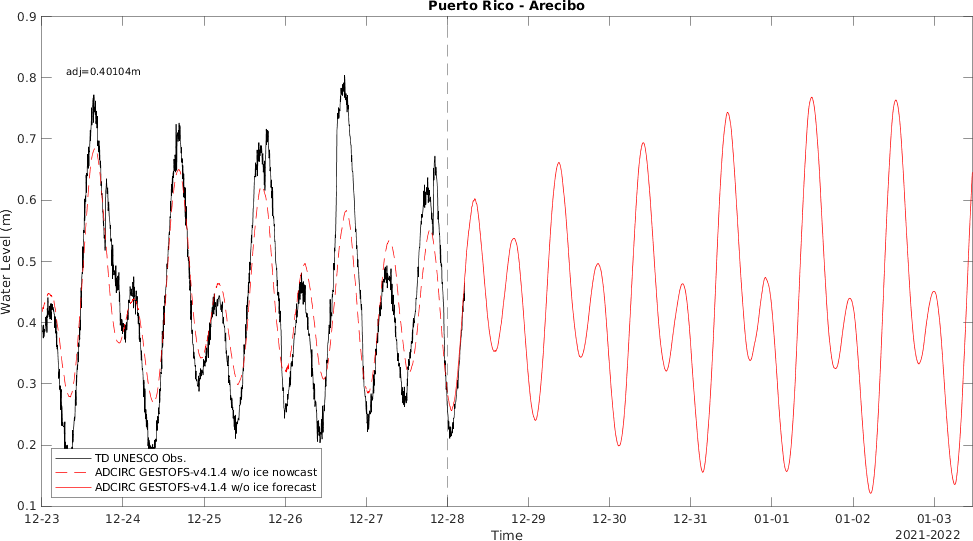 Puerto Rico - Arecibo
0.9
0.8
0.7
0.6
0.5
0.4
0.3
0.2
0.1
Water Level (m)
adj=0.40104m
TD UNESCO Obs.
ADCIRC GESTOFS-v4.1.4 w/o ice nowcast
ADCIRC GESTOFS-v4.1.4 w/o ice forecast
12-23 12-24 12-25 12-26 12-27 12-28 12-29 12-30 12-31 01-01 01-02 01-03
Time
2021-2022